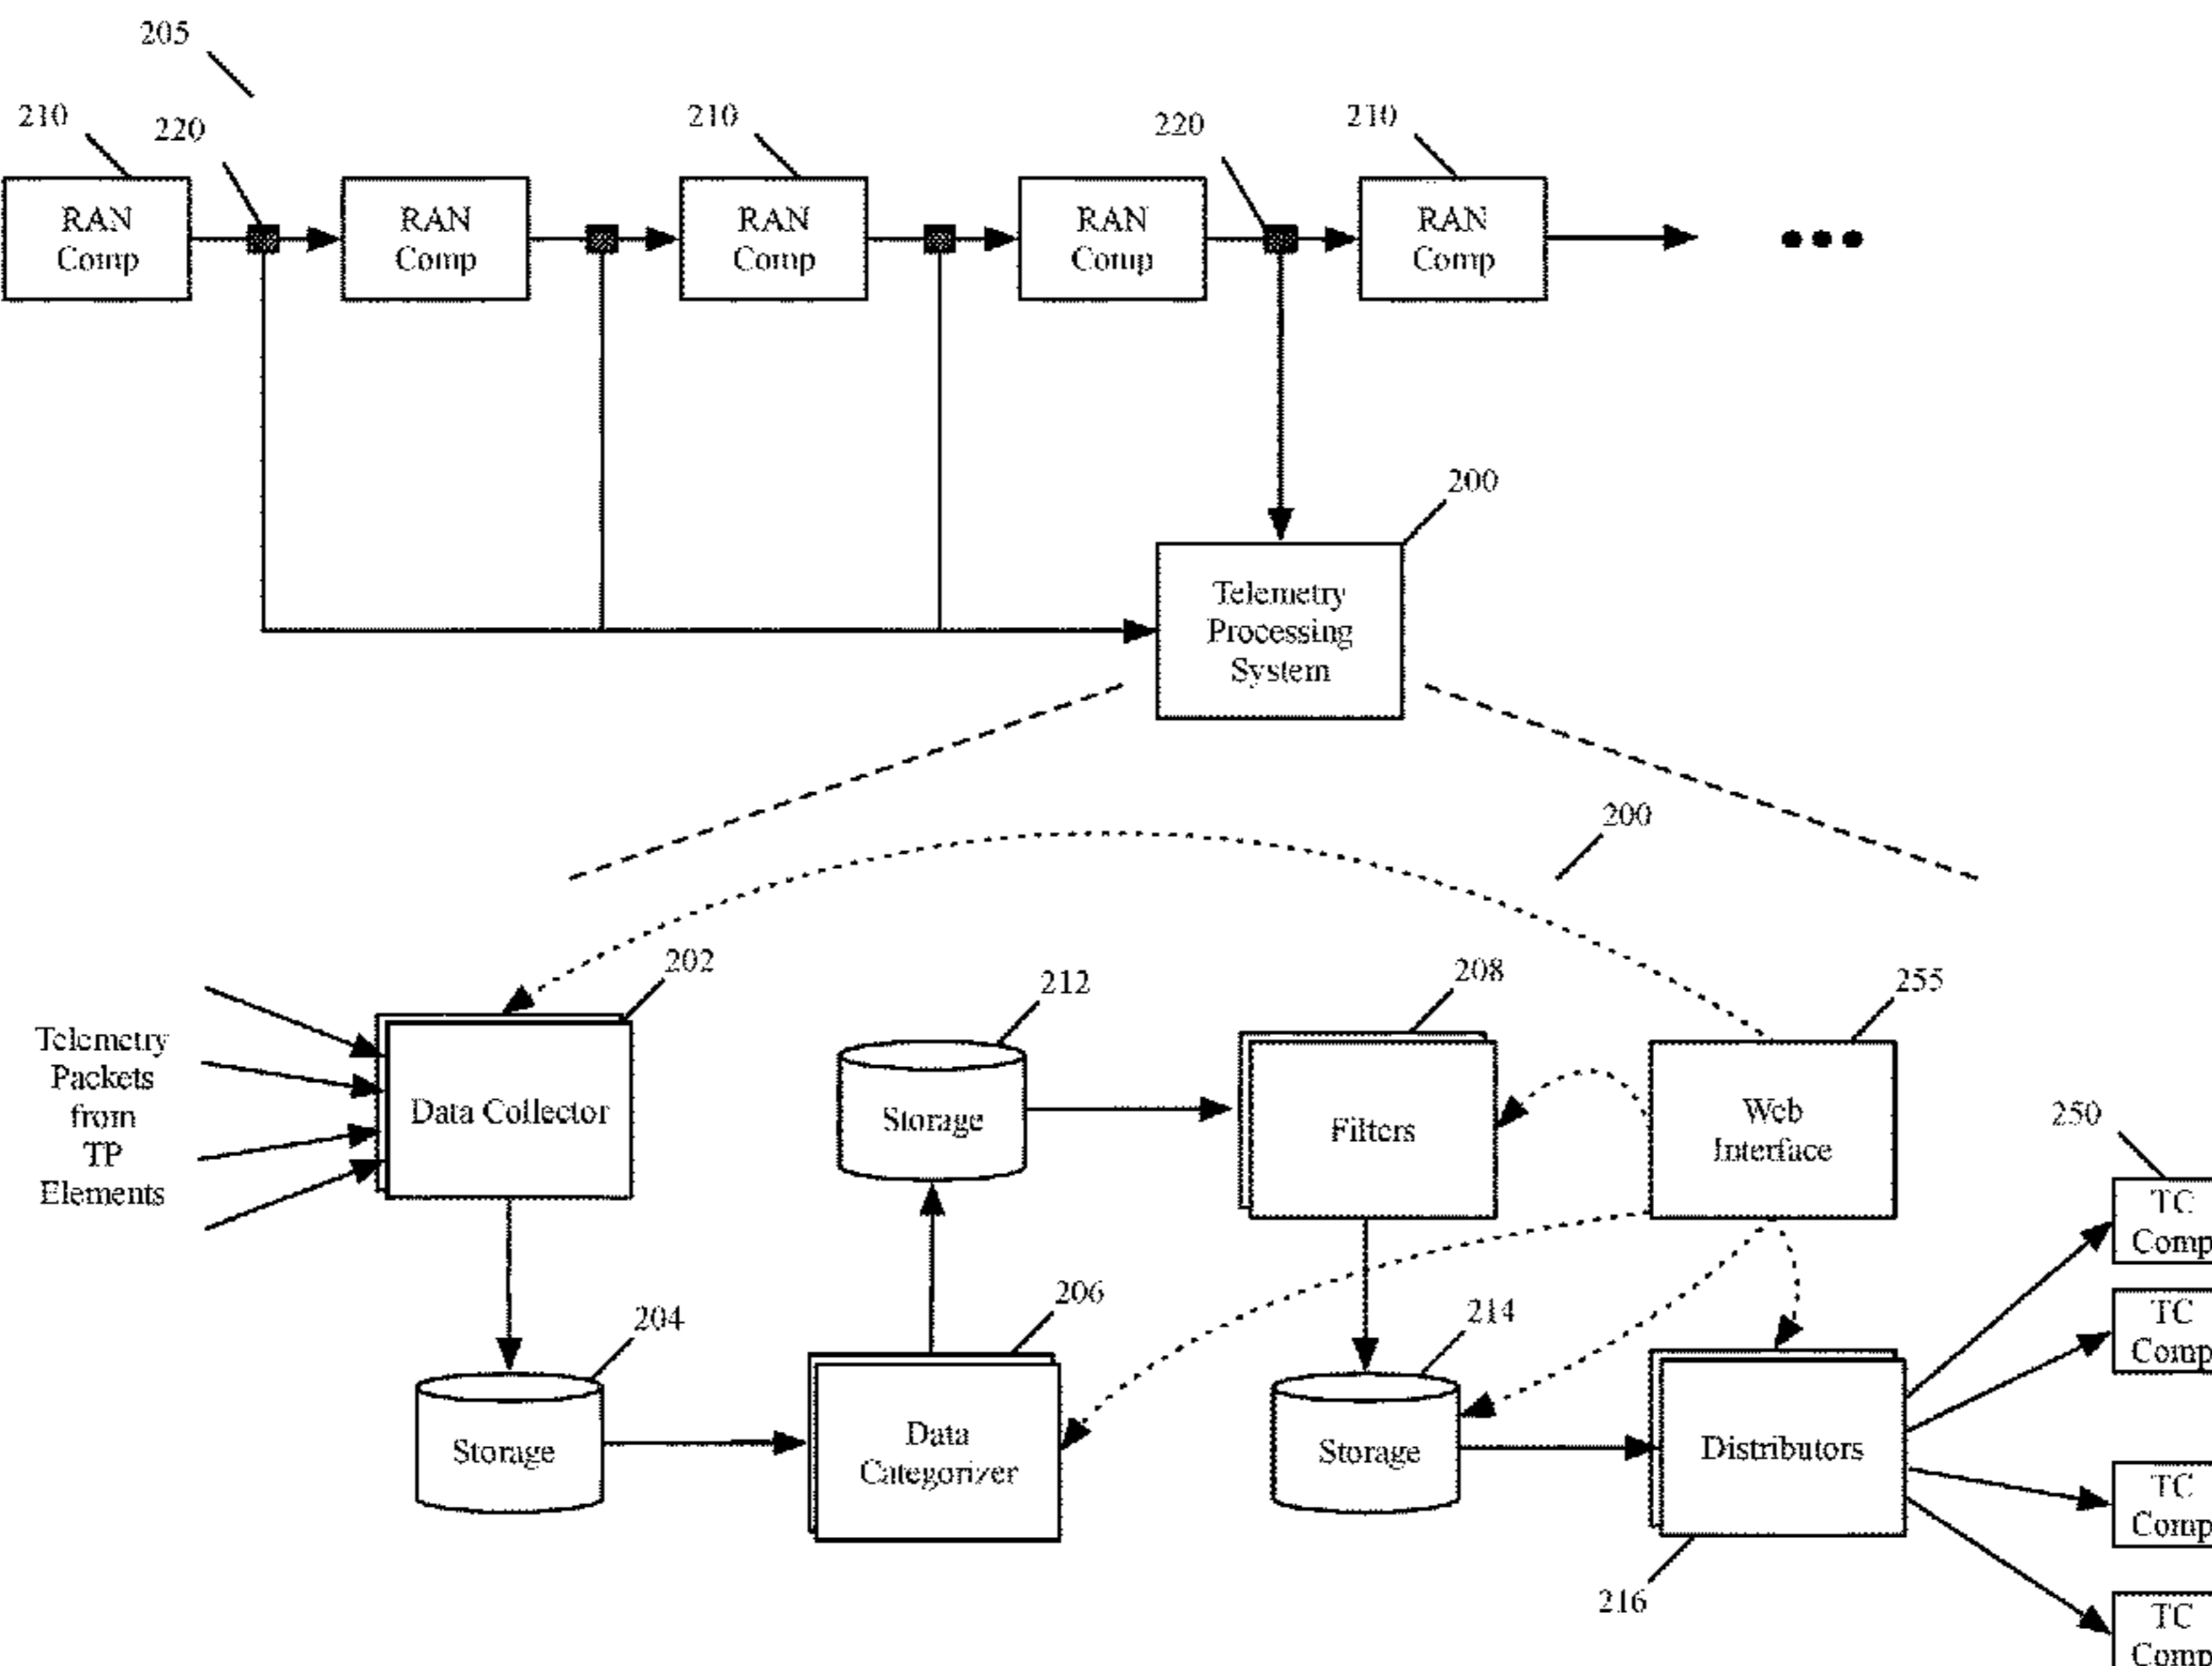 205
210
220
210
220
210
RAN
Comp
RAN
Comp
RAN
Comp
RAN
Comp
RAN
Comp
200
Telemetry
Processing
System
200
202
212
208
255
Telemetry
Packets
from
TP
Elements
Data Collector
Storage
Filters
Web
Interface
250
TC
Comp
204
206
214
TC
Comp
Storage
Data
Categorizer
Storage
Distributors
TC
Comp
216
TC
Comp